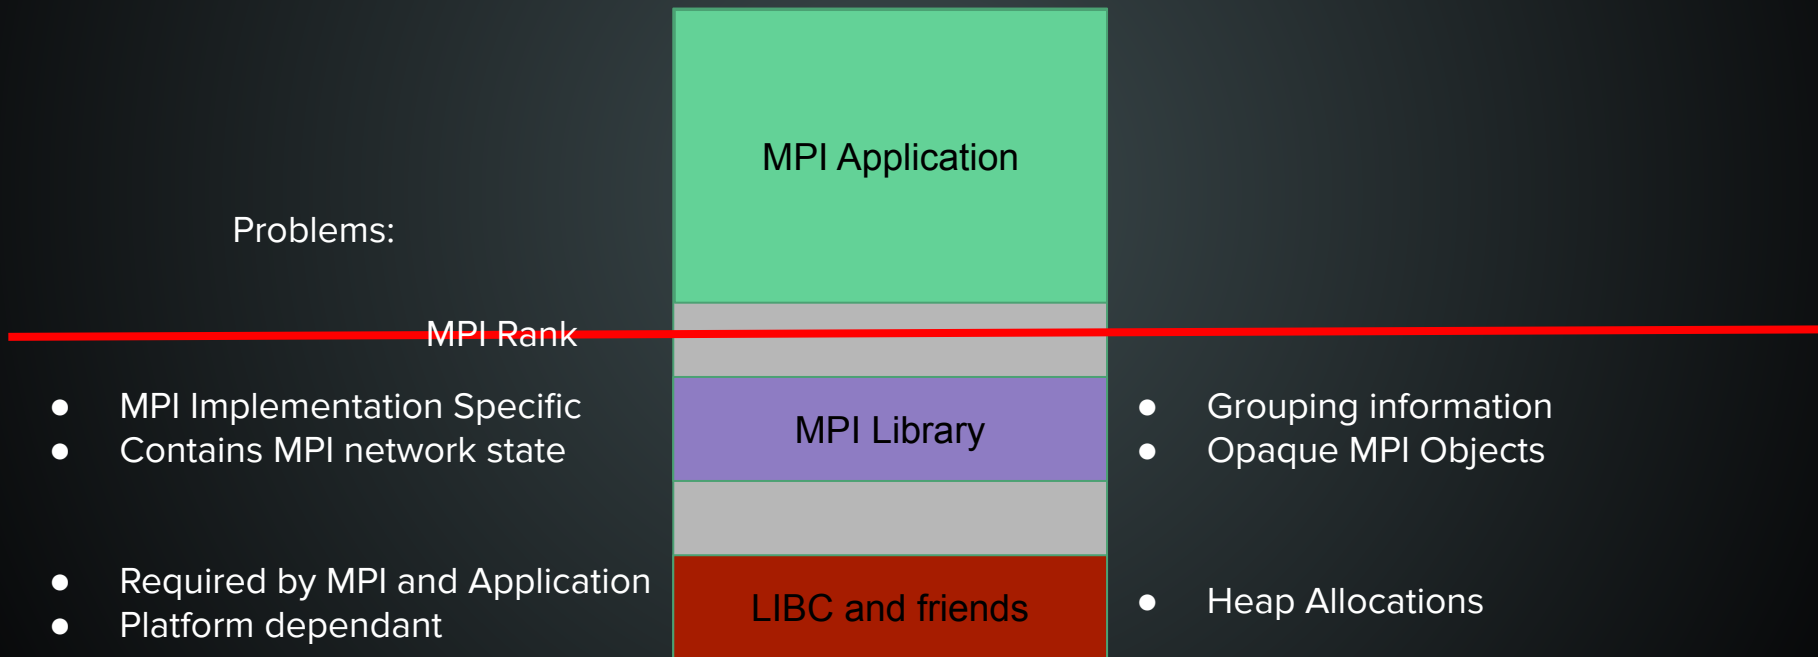 MPI Application
Problems:
MPI Rank
● MPI Implementation Specific
● Contains MPI network state
MPI Library
● Grouping information
● Opaque MPI Objects
● Required by MPI and Application
● Platform dependant
LIBC and friends
● Heap Allocations